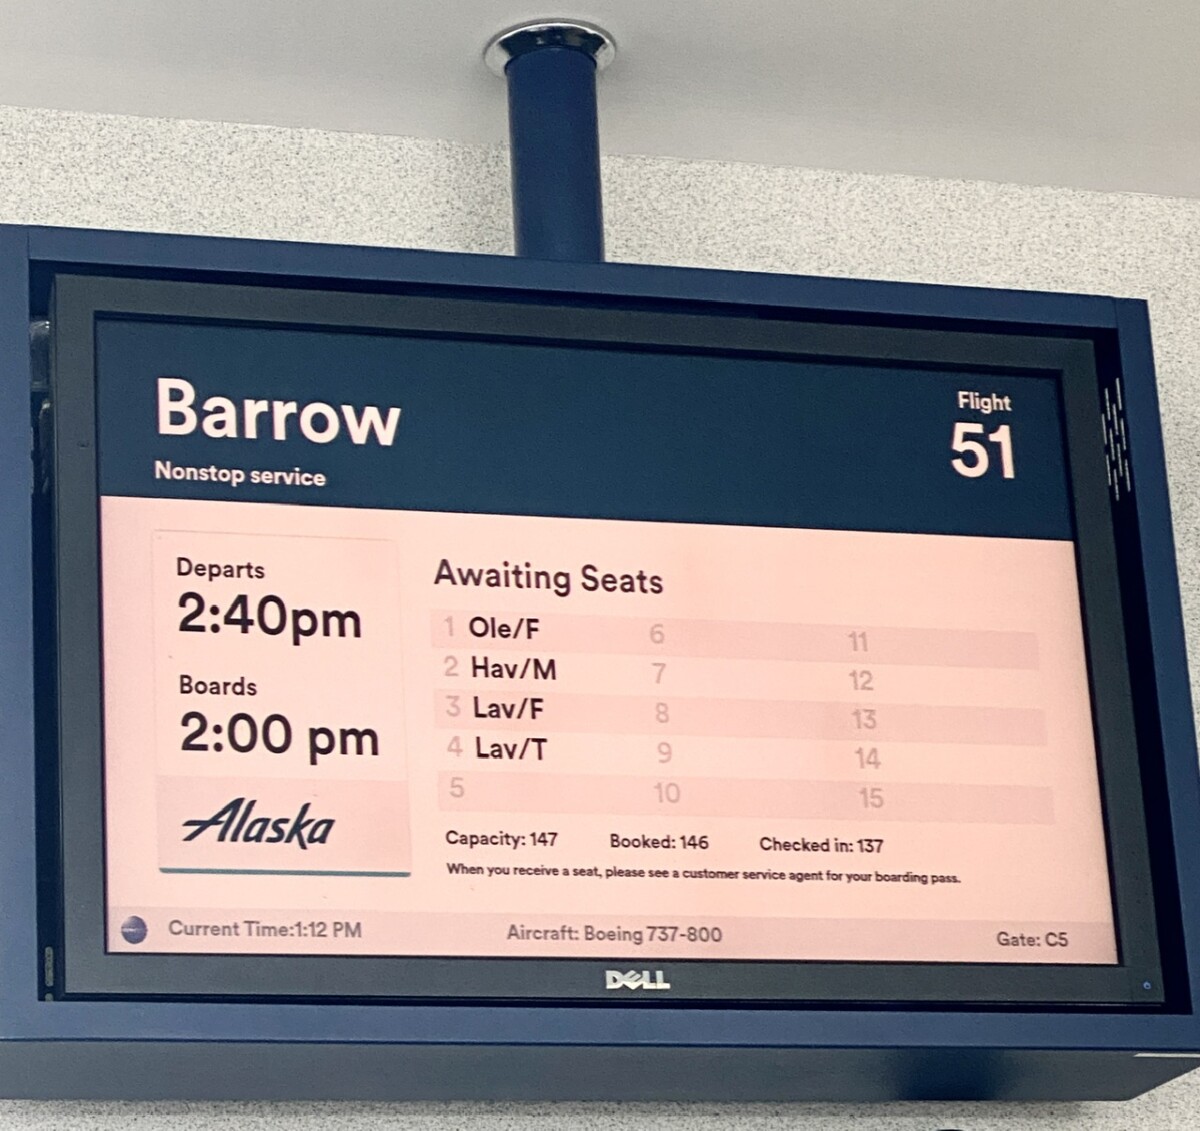 Barrow
Nonstop service
Flight
51
Departs
2:40pm
Boards
2:00 pm
Alaska
Awaiting Seats
1 Ole/F 6 11
2 Hav/M 7 12
3 Lav/F 8 13
4 Lav/T 9 14
5 10 15
Capacity: 147 Booked: 146 Checked in: 137
When you receive a seat, please see a customer service agent for your boarding pass.
Current Time:1:12 PM Aircraft: Boeing 737-800 Gate: C5
DELL